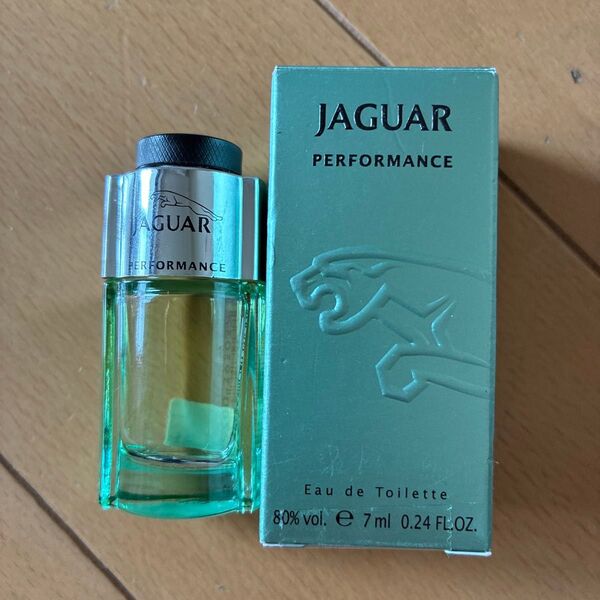 JAGUAR
PERFORMANCE
JAGUAR
PERFORMANCE
Eau de Toilette
80% vol. ℮ 7 ml 0.24 FL.OZ.